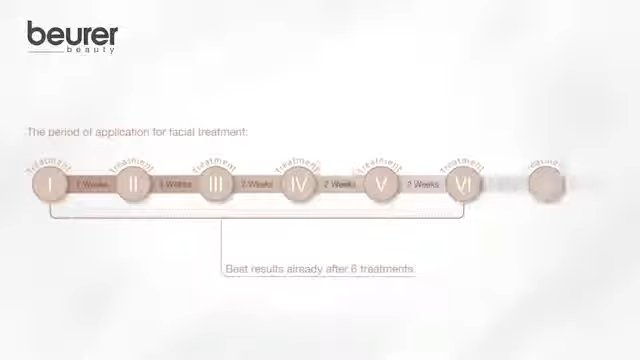 beurer
beauty
The period of application for facial treatment:
Treatment Treatment Treatment Treatment Treatment Treatment
I 2 Weeks II 2 Weeks III 2 Weeks IV 2 Weeks V 2 Weeks VI
Best results already after 6 treatments.